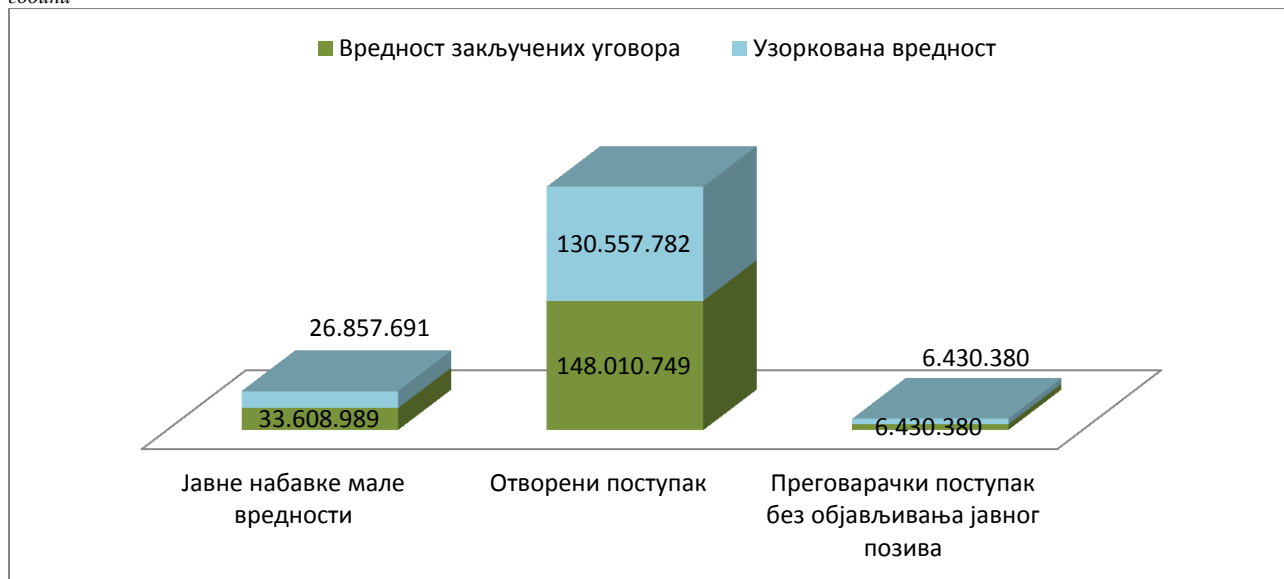 години
Вредност закључених уговора Узоркована вредност
130.557.782
26.857.691
6.430.380
148.010.749
33.608.989
6.430.380
Јавне набавке мале вредности
Отворени поступак
Преговарачки поступак
без објављивања јавног
позива